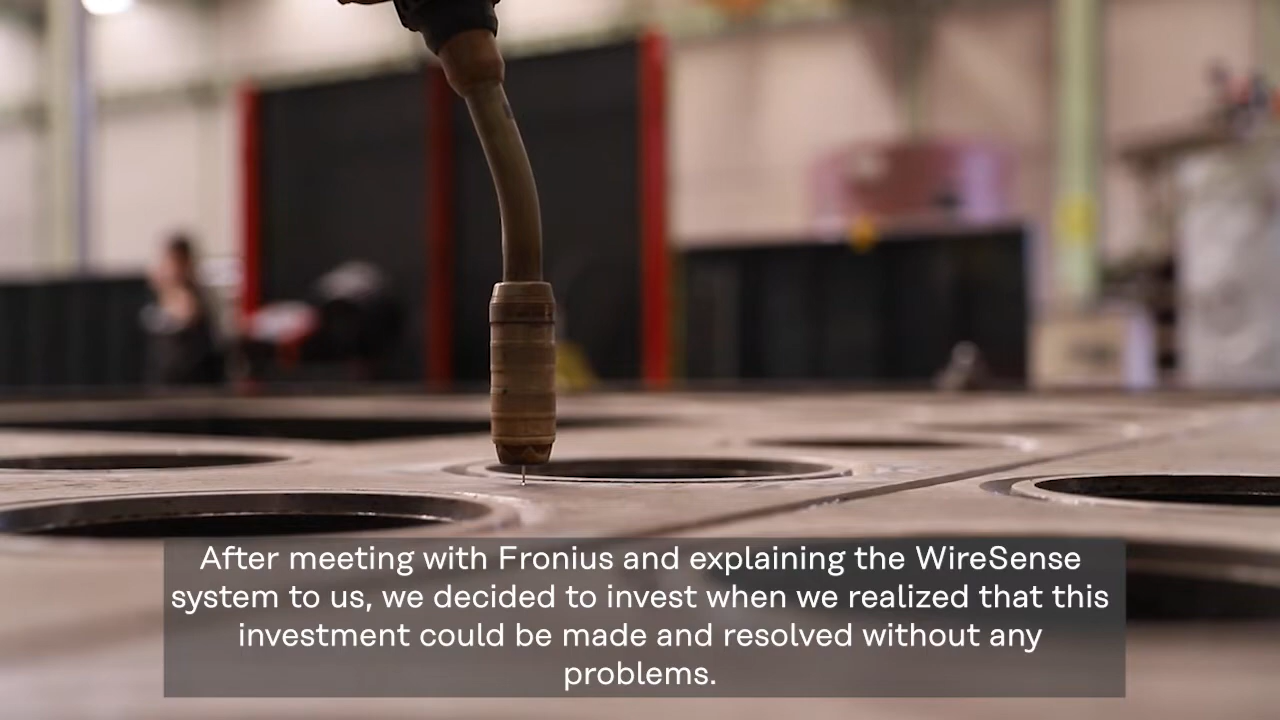 After meeting with Fronius and explaining the WireSense
system to us, we decided to invest when we realized that this
investment could be made and resolved without any
problems.